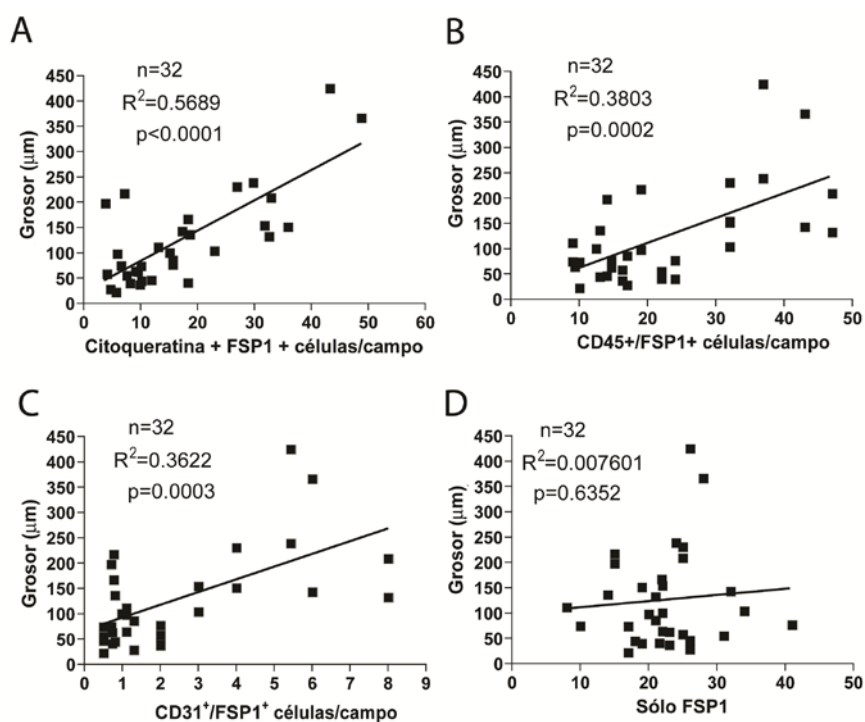 A
n=32
R²=0.5689
p<0.0001
Grosor (μm)
450
400
350
300
250
200
150
100
50
0
0 10 20 30 40 50 60
Citoqueratina + FSP1 + células/campo
B
n=32
R²=0.3803
p=0.0002
Grosor (μm)
450
400
350
300
250
200
150
100
50
0
0 10 20 30 40 50
CD45+/FSP1+ células/campo
C
n=32
R²=0.3622
p=0.0003
Grosor (μm)
450
400
350
300
250
200
150
100
50
0
0 1 2 3 4 5 6 7 8 9
CD31⁺/FSP1⁺ células/campo
D
n=32
R²=0.007601
p=0.6352
Grosor (μm)
450
400
350
300
250
200
150
100
50
0
0 10 20 30 40 50
Sólo FSP1